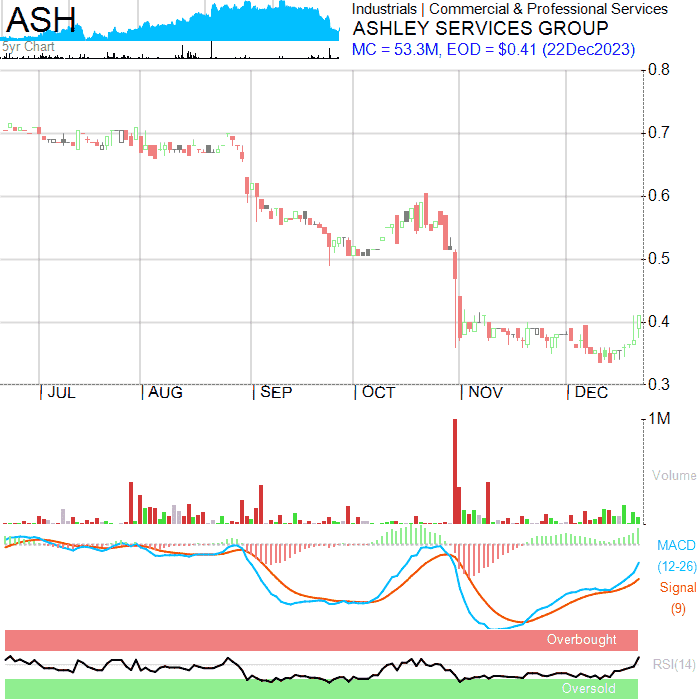 ASH
5yr Chart
Industrials | Commercial & Professional Services
ASHLEY SERVICES GROUP
MC = 53.3M, EOD = $0.41 (22Dec2023)
0.8
0.7
0.6
0.5
0.4
0.3
JUL AUG SEP OCT NOV DEC
1M
Volume
MACD
(12-26)
Signal
(9)
Overbought
RSI(14)
Oversold